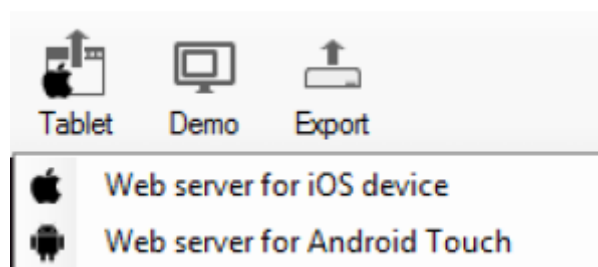 Tablet Demo Export
Web server for iOS device
Web server for Android Touch